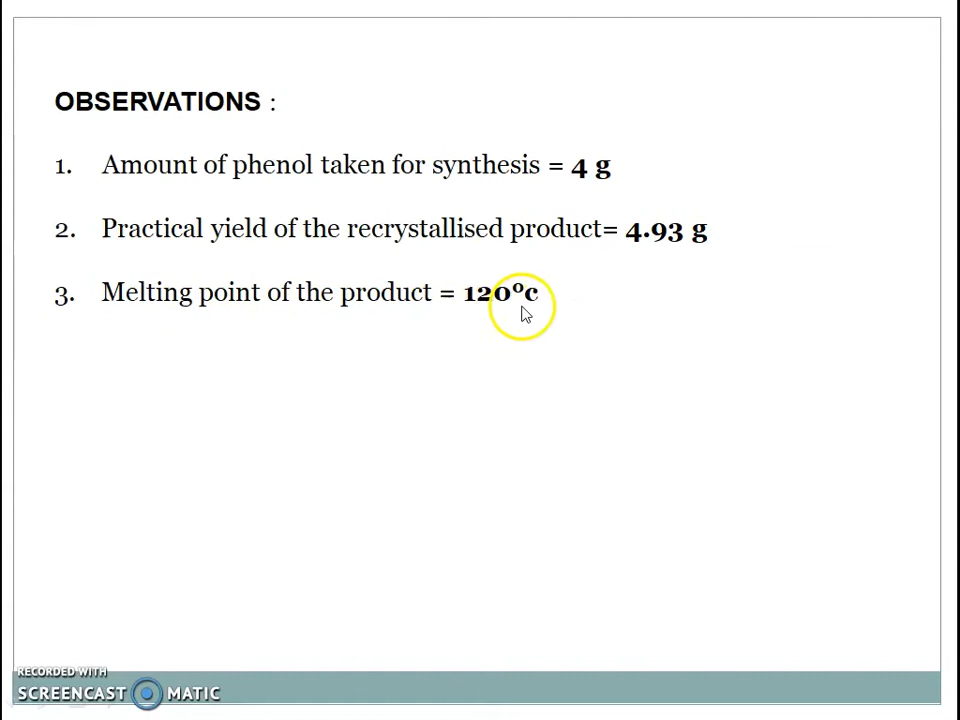 OBSERVATIONS :
1. Amount of phenol taken for synthesis = 4 g
2. Practical yield of the recrystallised product= 4.93 g
3. Melting point of the product = 120ºc
RECORDED WITH
SCREENCAST MATIC